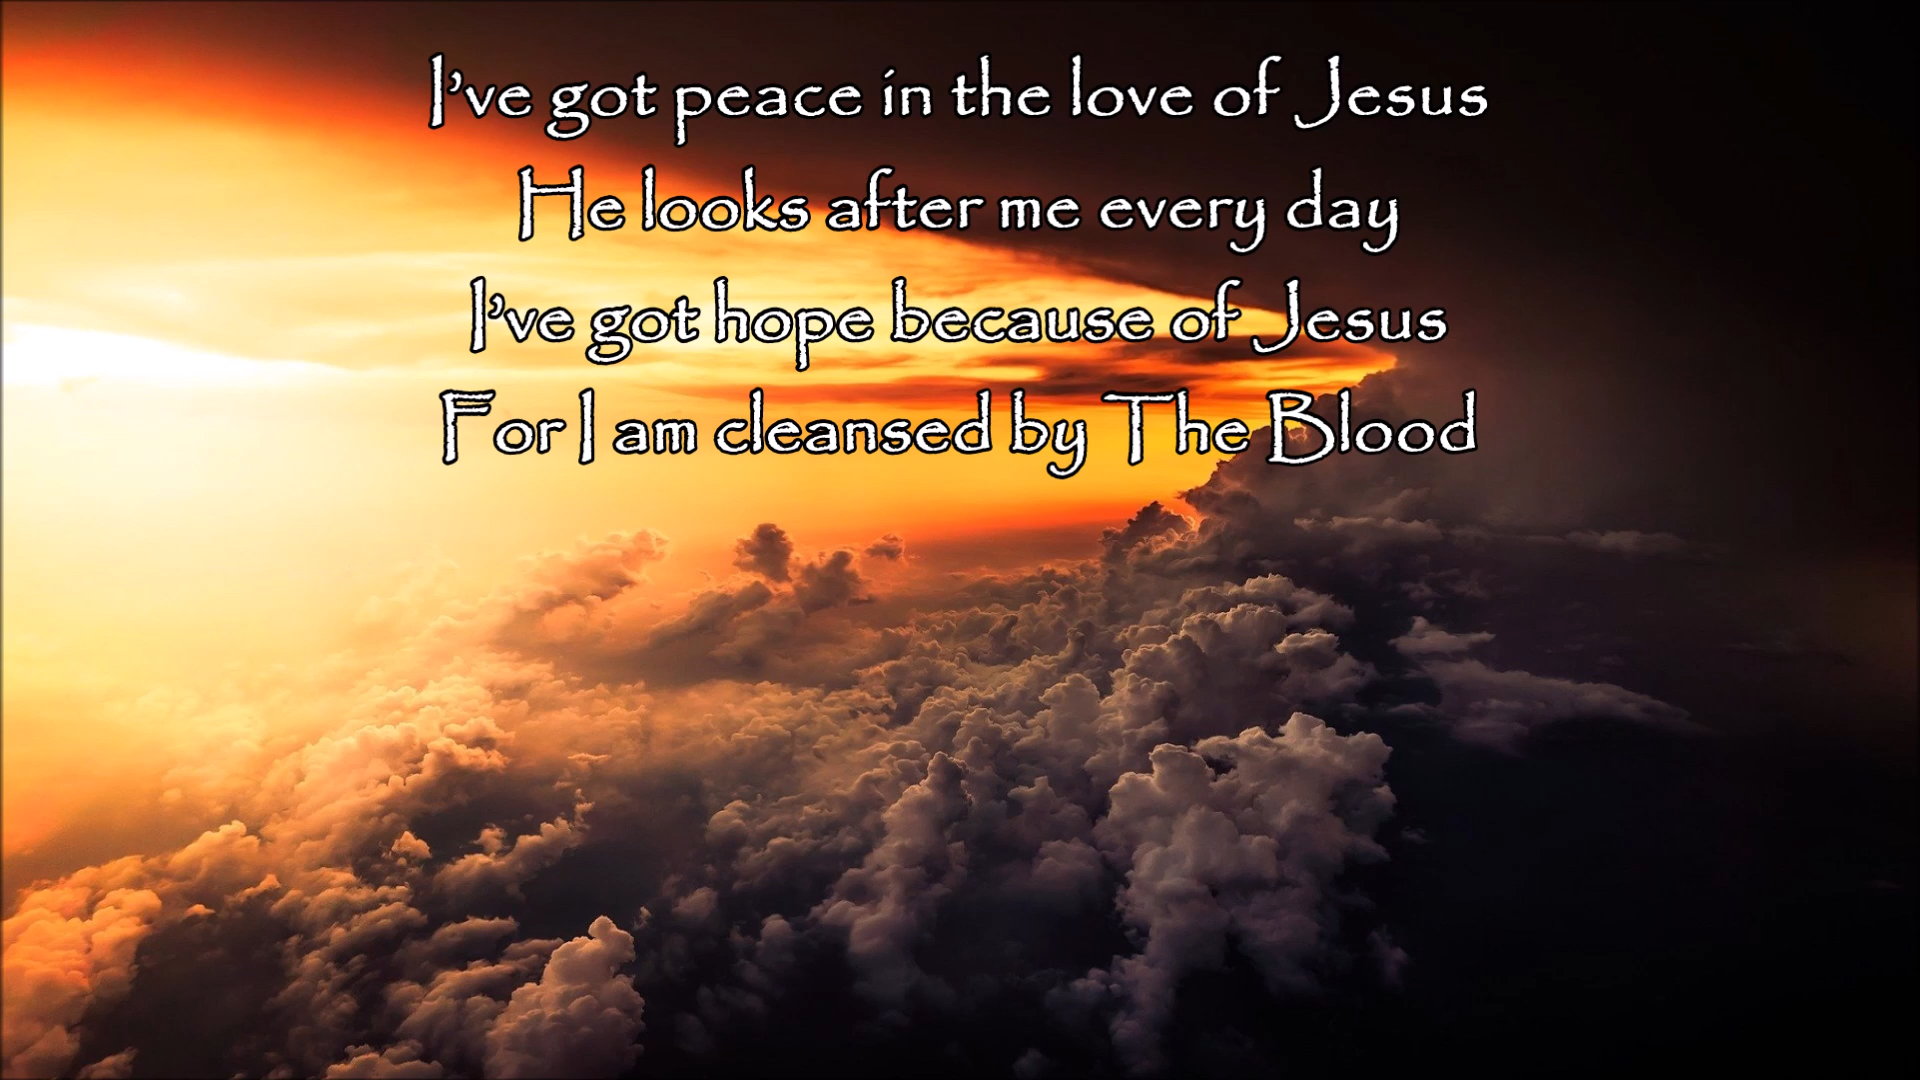 I've got peace in the love of Jesus
He looks after me every day
I've got hope because of Jesus
For I am cleansed by The Blood